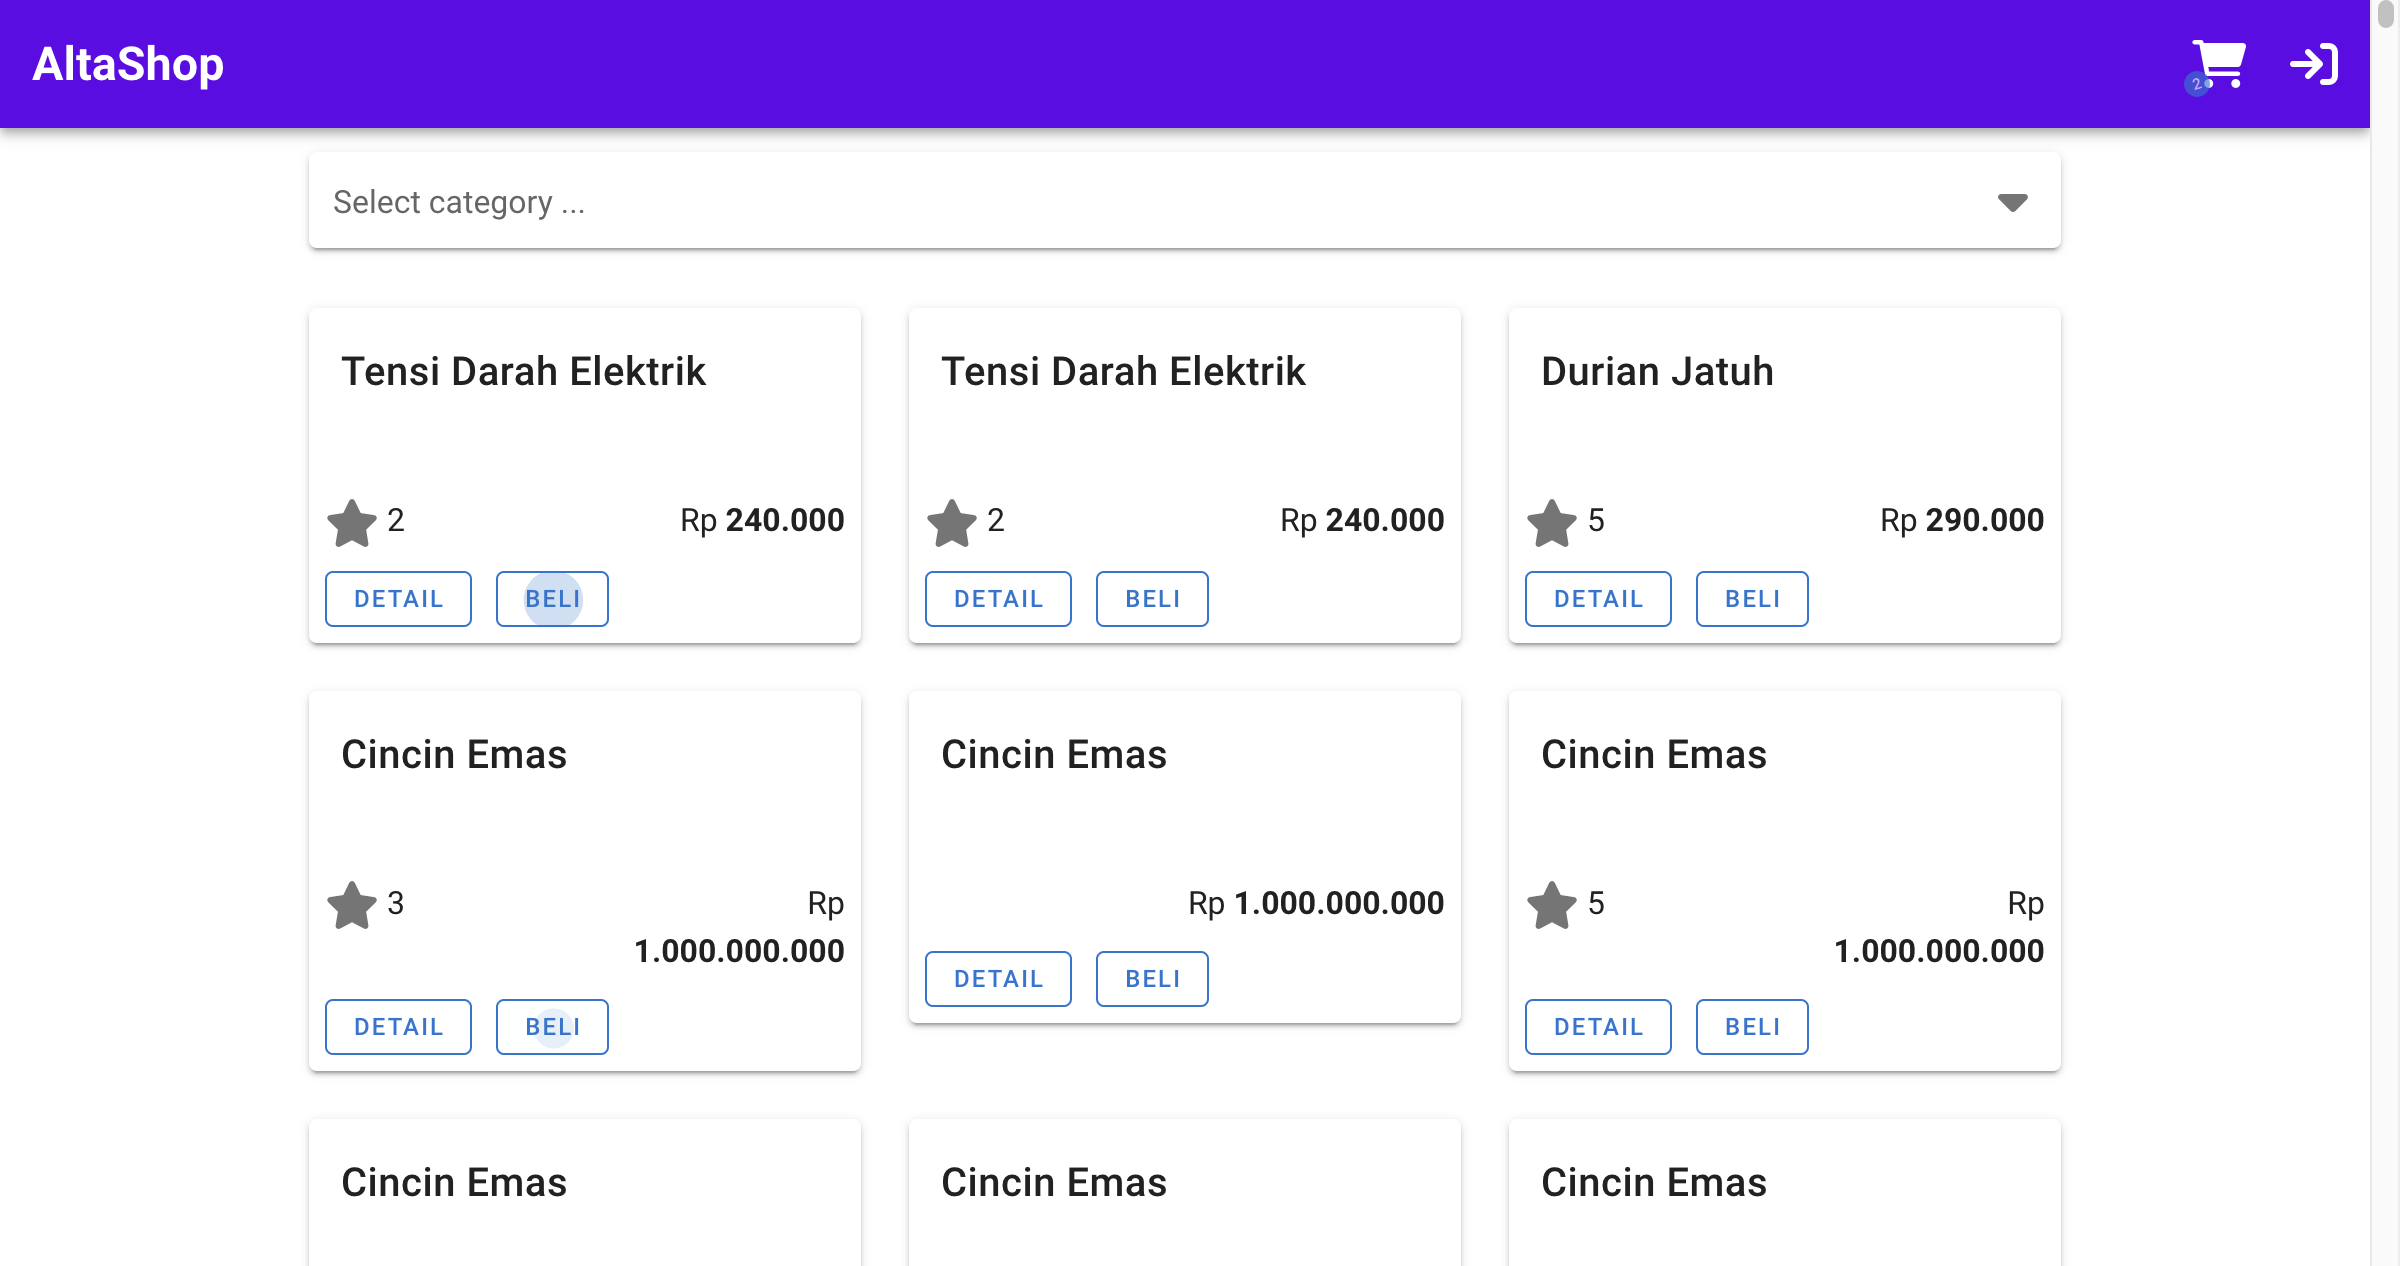 AltaShop
2
Select category ...
Tensi Darah Elektrik
2
Rp 240.000
DETAIL
BELI
Tensi Darah Elektrik
2
Rp 240.000
DETAIL
BELI
Durian Jatuh
5
Rp 290.000
DETAIL
BELI
Cincin Emas
3
Rp
1.000.000.000
DETAIL
BELI
Cincin Emas
Rp 1.000.000.000
DETAIL
BELI
Cincin Emas
5
Rp
1.000.000.000
DETAIL
BELI
Cincin Emas
Cincin Emas
Cincin Emas